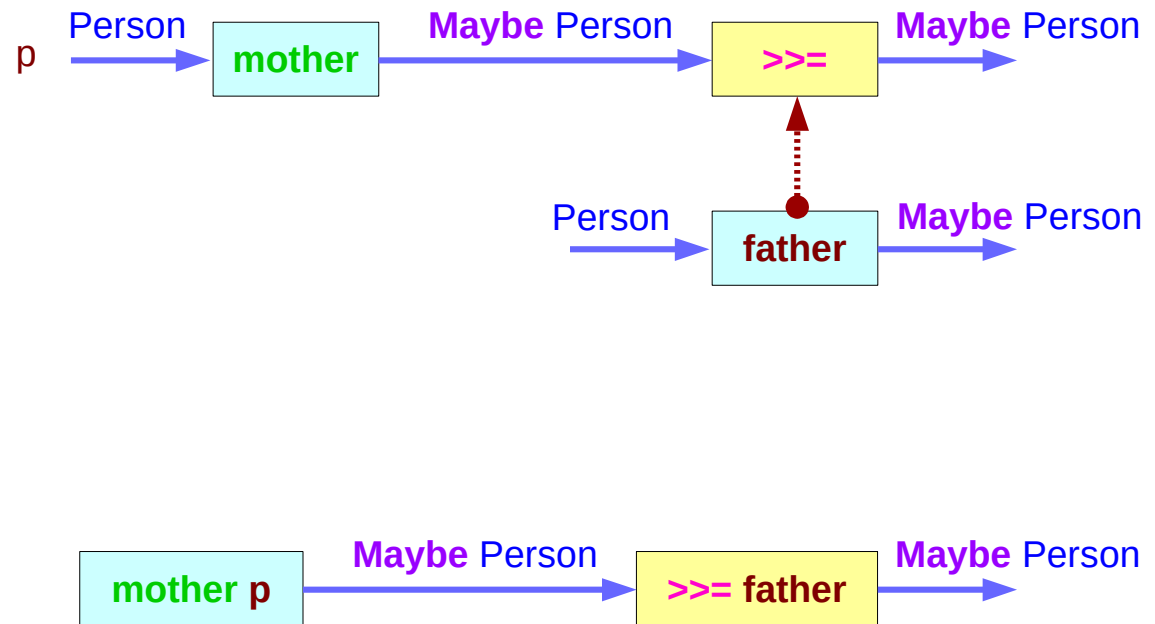 Person Maybe Person Maybe Person
p mother >>=
Person Maybe Person
father
Maybe Person Maybe Person
mother p >>= father